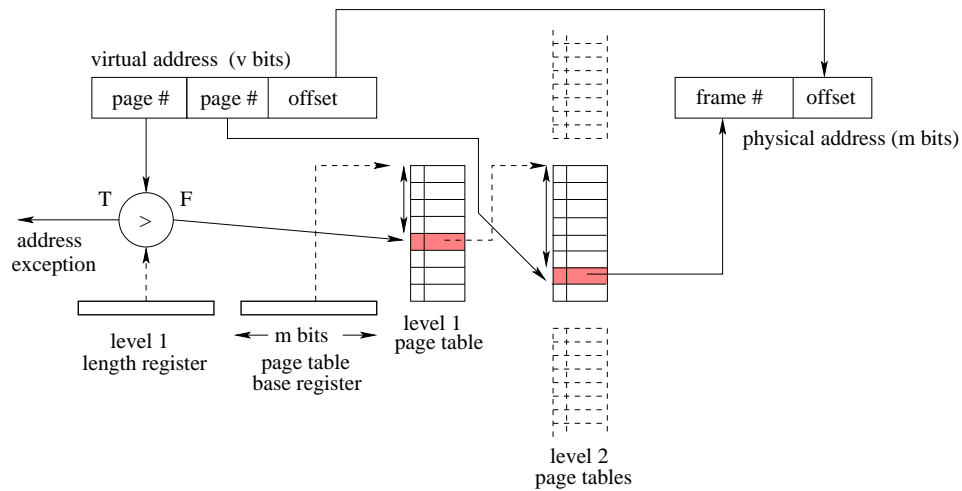 virtual address (v bits)
page #
page #
offset
frame #
offset
physical address (m bits)
T
F
>
address
exception
level 1
length register
m bits
page table
base register
level 1
page table
level 2
page tables